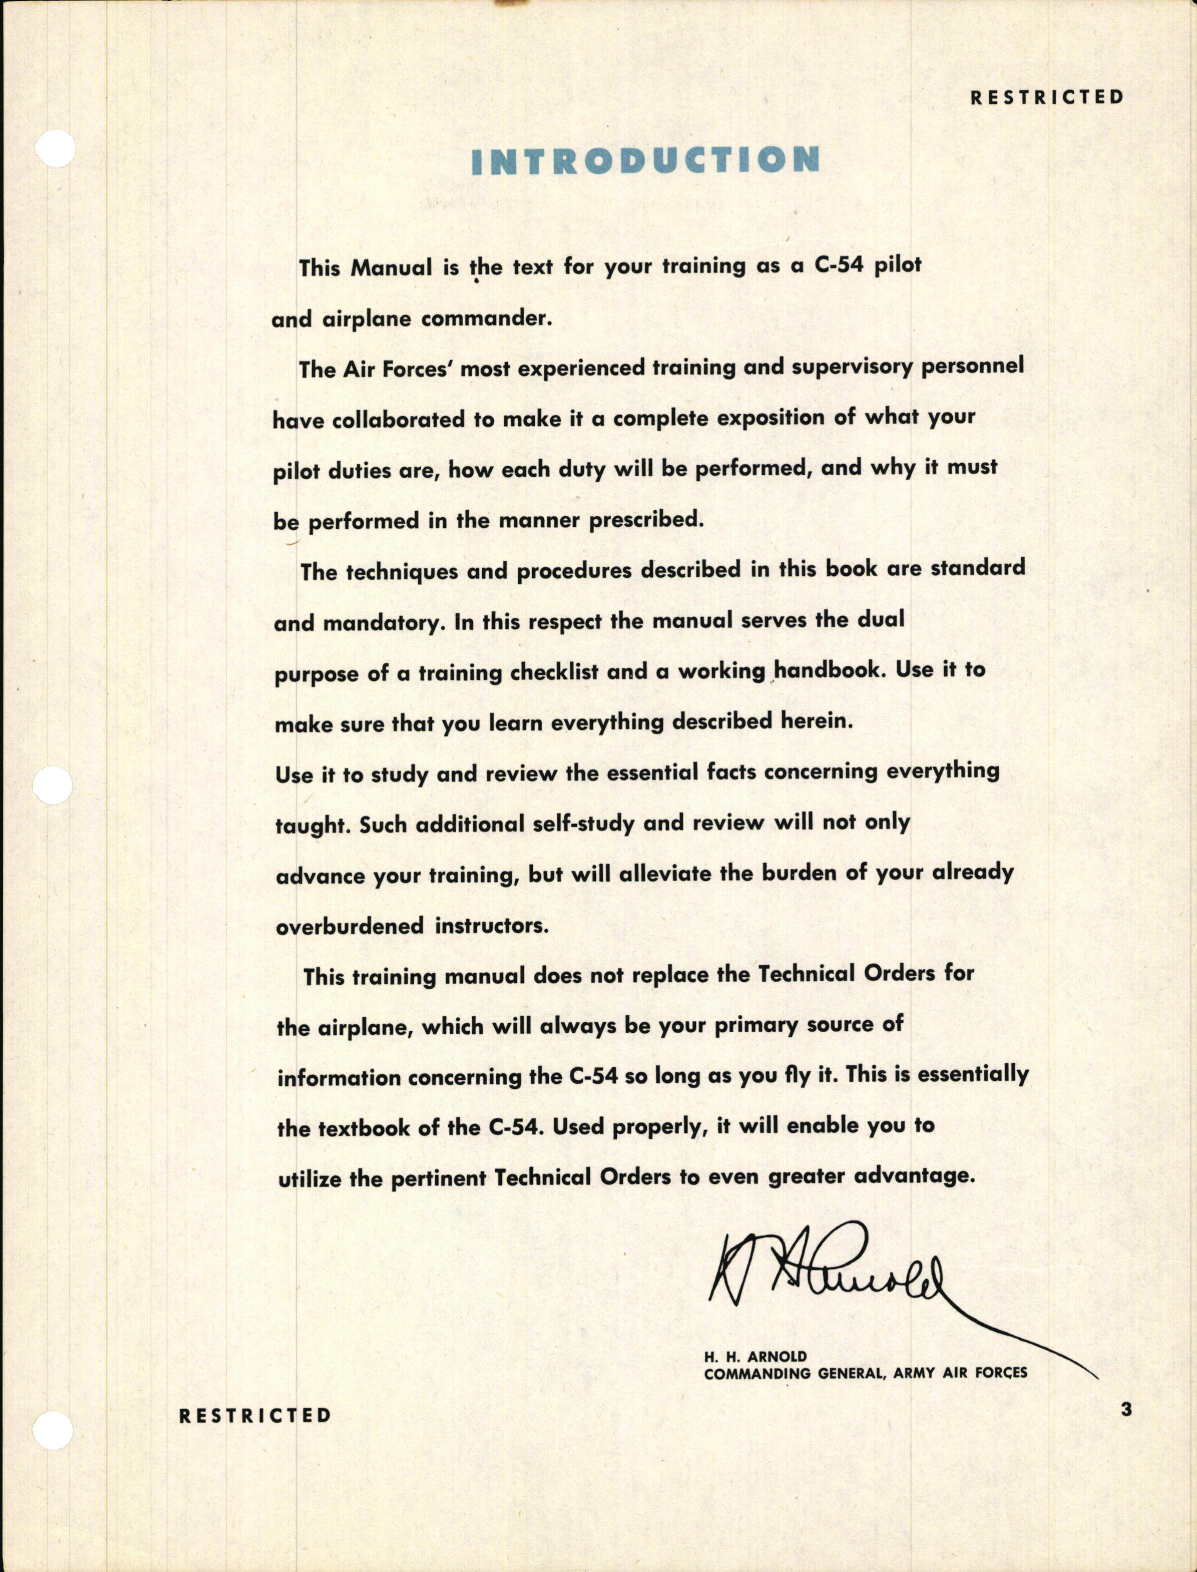 RESTRICTED
INTRODUCTION
This Manual is the text for your training as a C-54 pilot
and airplane commander.
The Air Forces' most experienced training and supervisory personnel
have collaborated to make it a complete exposition of what your
pilot duties are, how each duty will be performed, and why it must
be performed in the manner prescribed.
The techniques and procedures described in this book are standard
and mandatory. In this respect the manual serves the dual
purpose of a training checklist and a working handbook. Use it to
make sure that you learn everything described herein.
Use it to study and review the essential facts concerning everything
taught. Such additional self-study and review will not only
advance your training, but will alleviate the burden of your already
overburdened instructors.
This training manual does not replace the Technical Orders for
the airplane, which will always be your primary source of
information concerning the C-54 so long as you fly it. This is essentially
the textbook of the C-54. Used properly, it will enable you to
utilize the pertinent Technical Orders to even greater advantage.
H H Arnold
H. H. ARNOLD
COMMANDING GENERAL, ARMY AIR FORCES
RESTRICTED
3